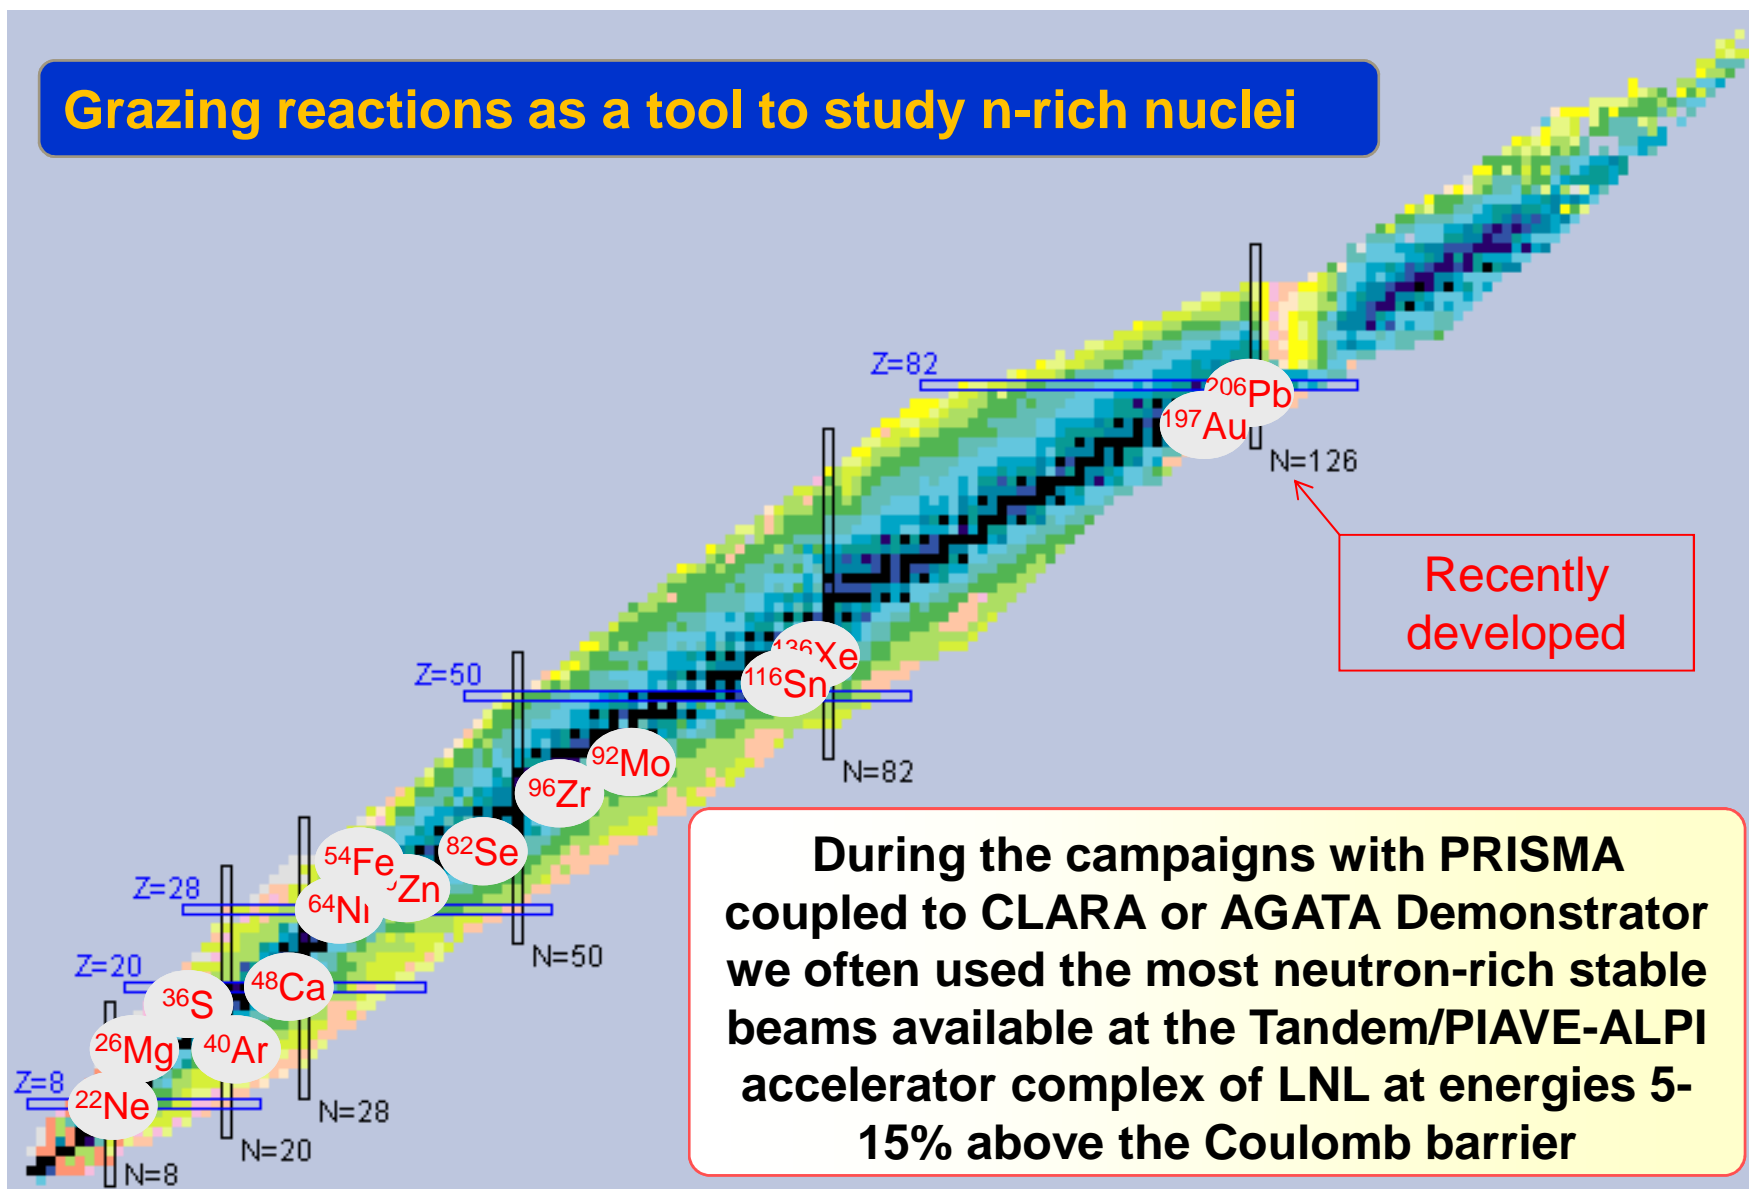 Grazing reactions as a tool to study n-rich nuclei
Z=82
²⁰⁶Pb
¹⁹⁷Au
N=126
Recently
developed
¹³⁶Xe
Z=50
¹¹⁶Sn
N=82
⁹²Mo
⁹⁶Zr
⁸²Se
⁵⁴Fe
Zn
Z=28
⁶⁴Ni
N=50
Z=20
⁴⁸Ca
³⁶S
²⁶Mg
⁴⁰Ar
Z=8
²²Ne
N=28
N=20
N=8
During the campaigns with PRISMA
coupled to CLARA or AGATA Demonstrator
we often used the most neutron-rich stable
beams available at the Tandem/PIAVE-ALPI
accelerator complex of LNL at energies 5-
15% above the Coulomb barrier